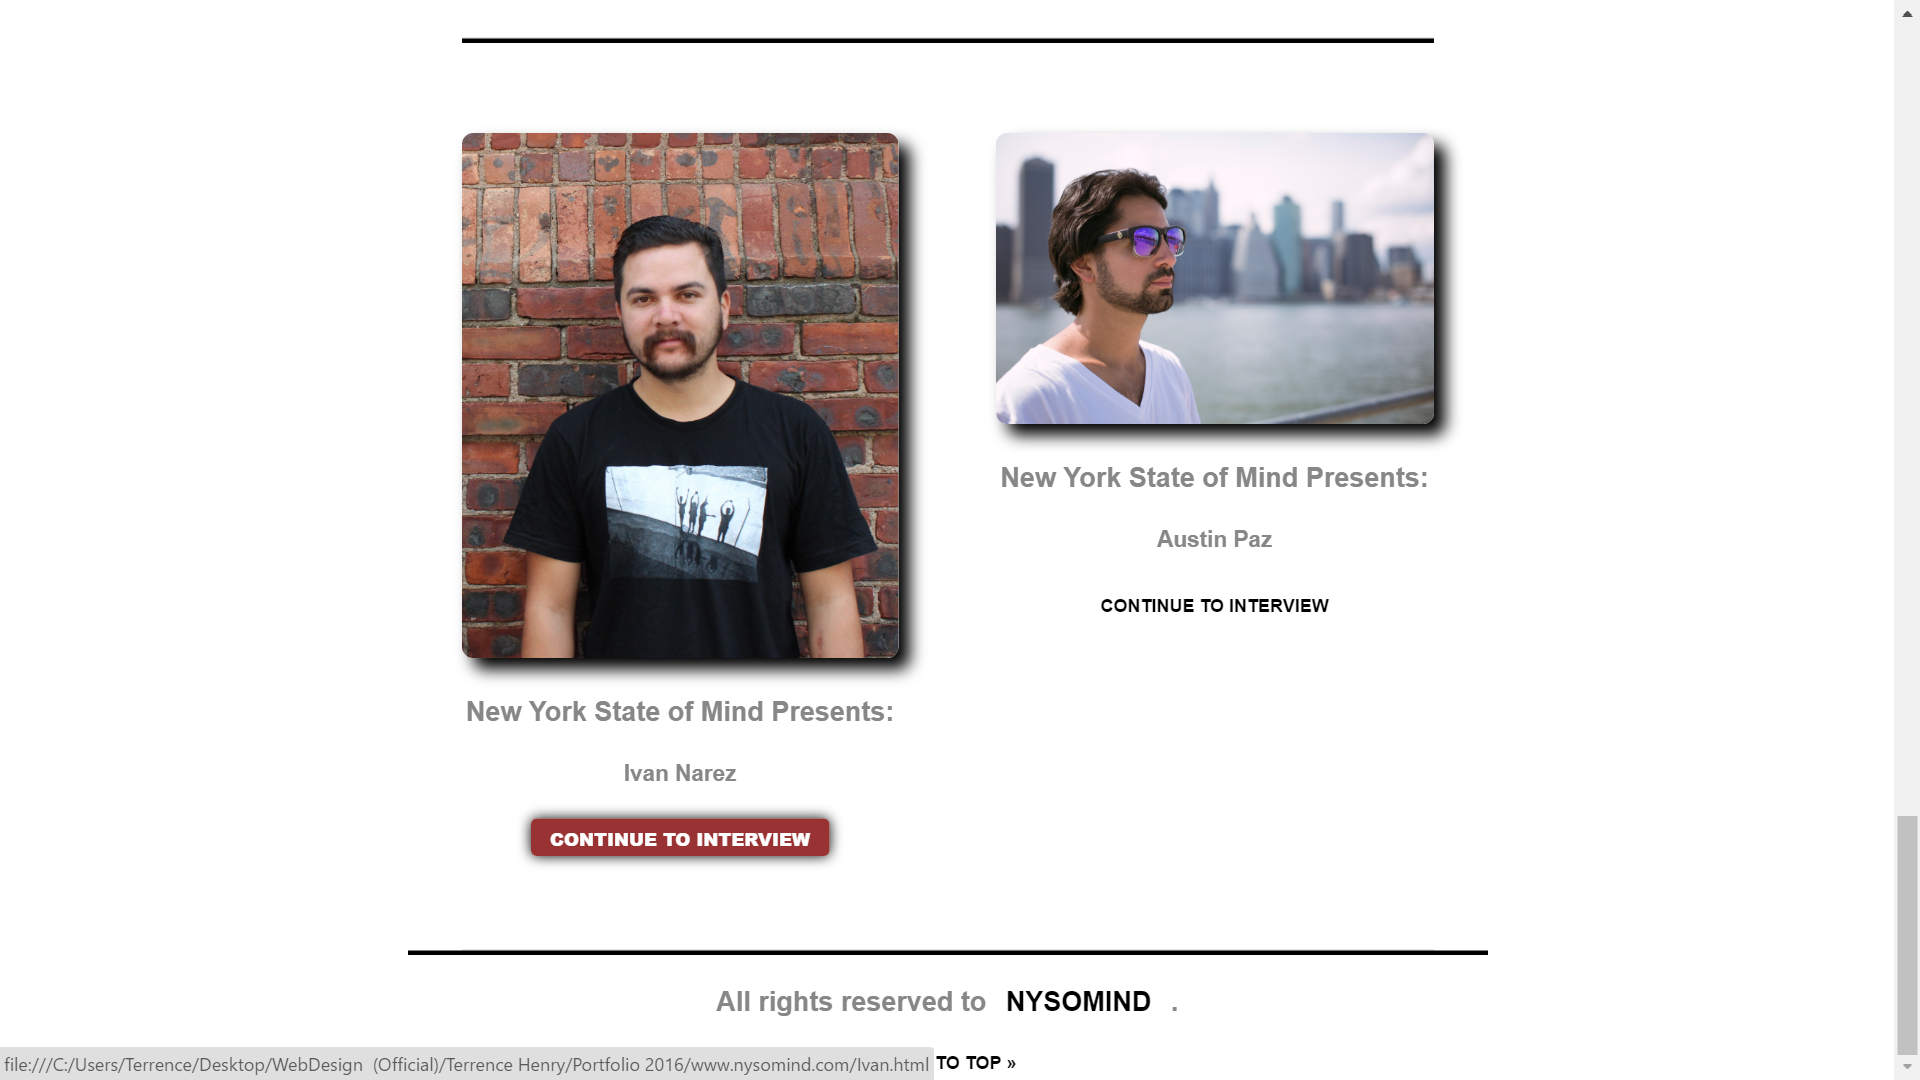 New York State of Mind Presents:
Ivan Narez
CONTINUE TO INTERVIEW
New York State of Mind Presents:
Austin Paz
CONTINUE TO INTERVIEW
All rights reserved to NYSOMIND .
TO TOP »
file:///C:/Users/Terrence/Desktop/WebDesign (Official)/Terrence Henry/Portfolio 2016/www.nysomind.com/Ivan.html